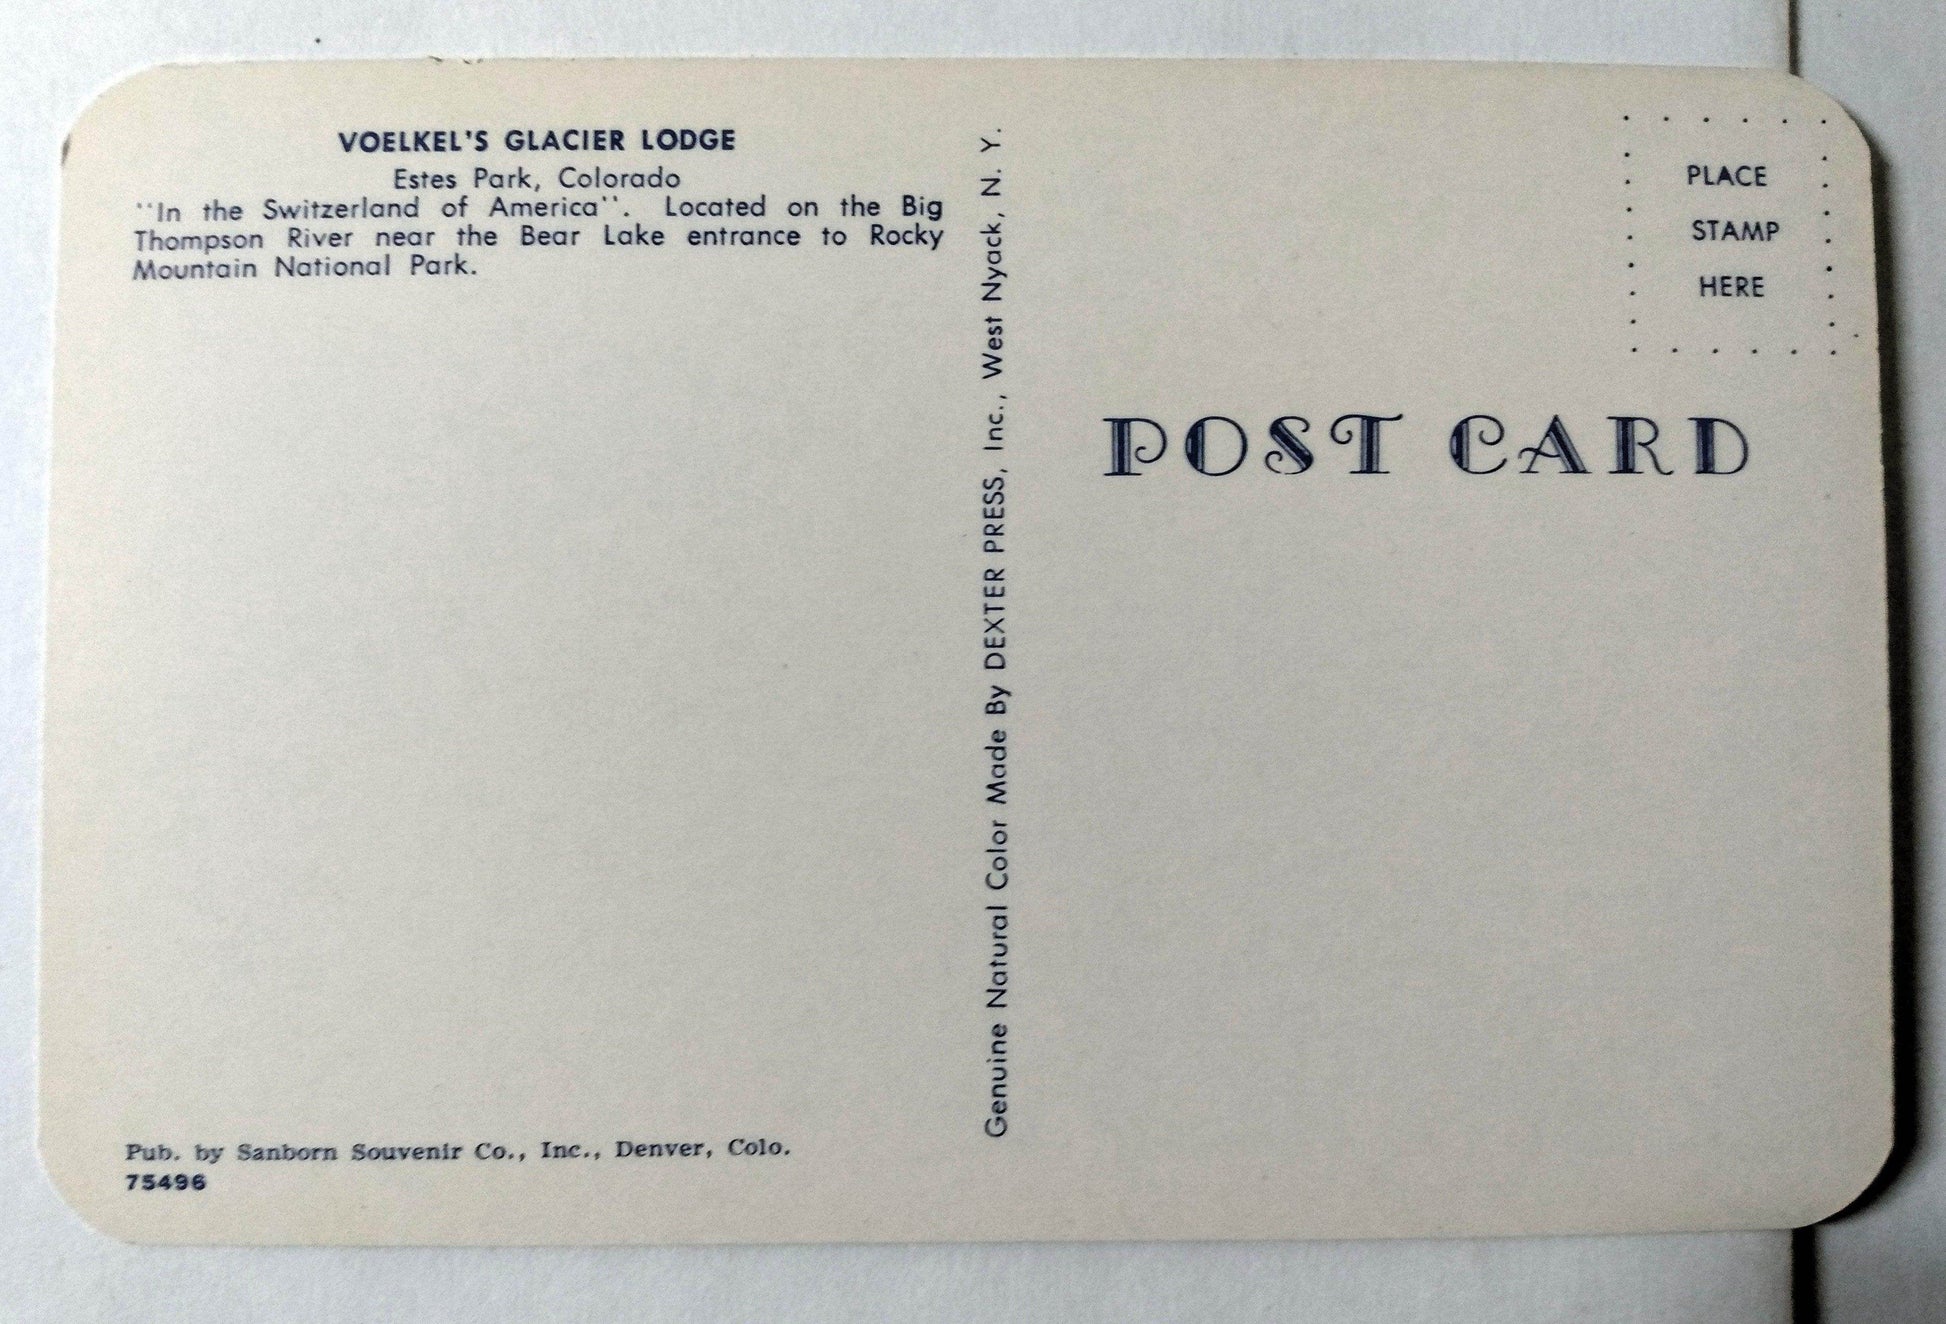 VOELKEL'S GLACIER LODGE
Estes Park, Colorado
"In the Switzerland of America". Located on the Big
Thompson River near the Bear Lake entrance to Rocky
Mountain National Park.
Pub. by Sanborn Souvenir Co., Inc., Denver, Colo.
75496
Genuine Natural Color Made By DEXTER PRESS, Inc., West Nyack, N. Y.
PLACE
STAMP
HERE
POST CARD